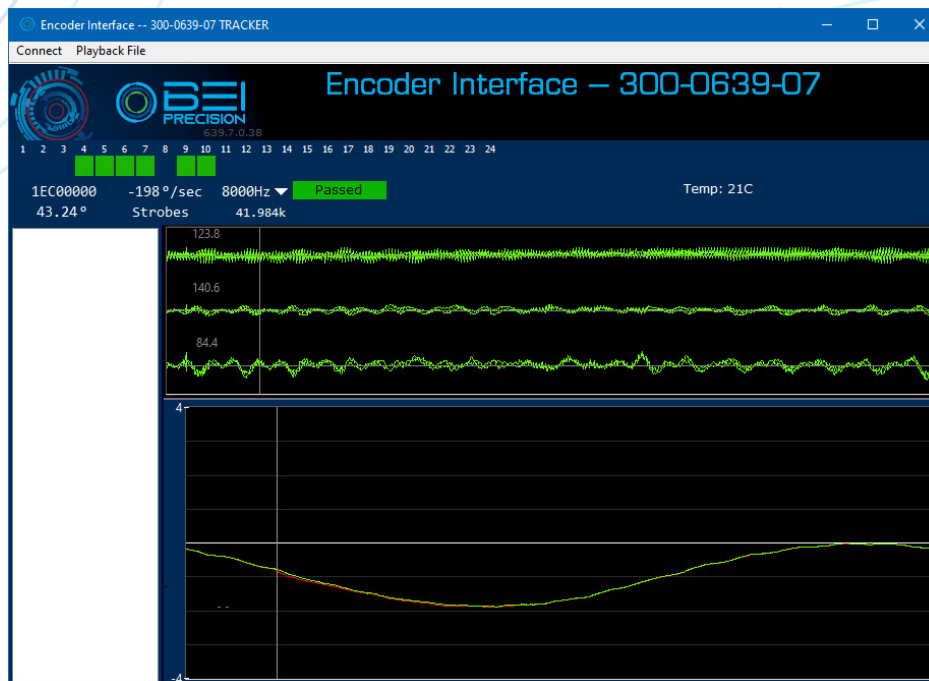 Encoder Interface -- 300-0639-07 TRACKER
Connect Playback File
Encoder Interface – 300-0639-07
BEI
PRECISION
639.7.0.38
1 2 3 4 5 6 7 8 9 10 11 12 13 14 15 16 17 18 19 20 21 22 23 24
1EC00000 -198°/sec 8000Hz Passed Temp: 21C
43.24° Strobes 41.984k
123.8
140.6
84.4
4
-4